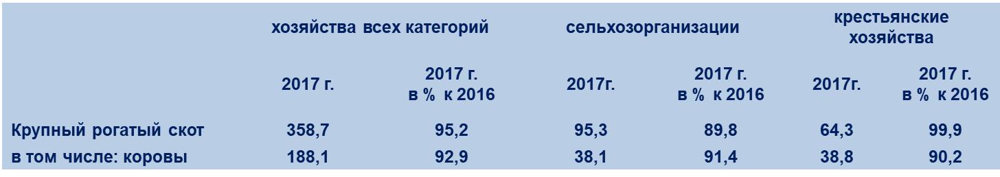 хозяйства всех категорий сельхозорганизации крестьянские
хозяйства
2017 г. 2017 г.
в % к 2016 2017г. 2017 г.
в % к 2016 2017г. 2017 г.
в % к 2016
Крупный рогатый скот 358,7 95,2 95,3 89,8 64,3 99,9
в том числе: коровы 188,1 92,9 38,1 91,4 38,8 90,2